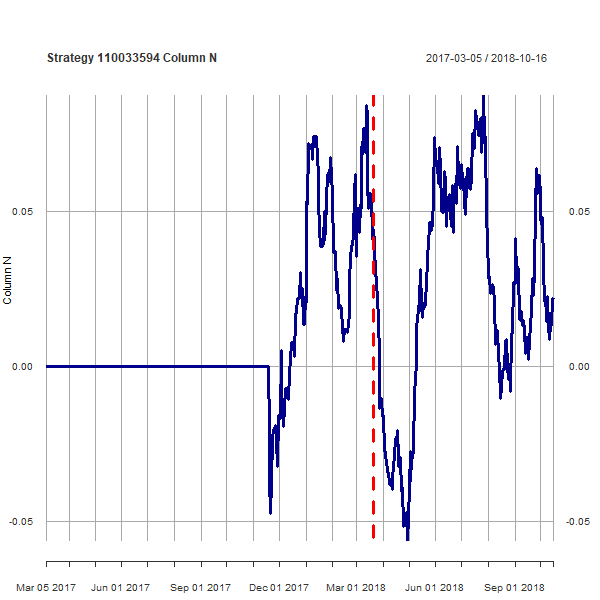 Strategy 110033594 Column N
2017-03-05 / 2018-10-16
Column N
0.05
0.05
0.00
0.00
-0.05
-0.05
Mar 05 2017
Jun 01 2017
Sep 01 2017
Dec 01 2017
Mar 01 2018
Jun 01 2018
Sep 01 2018